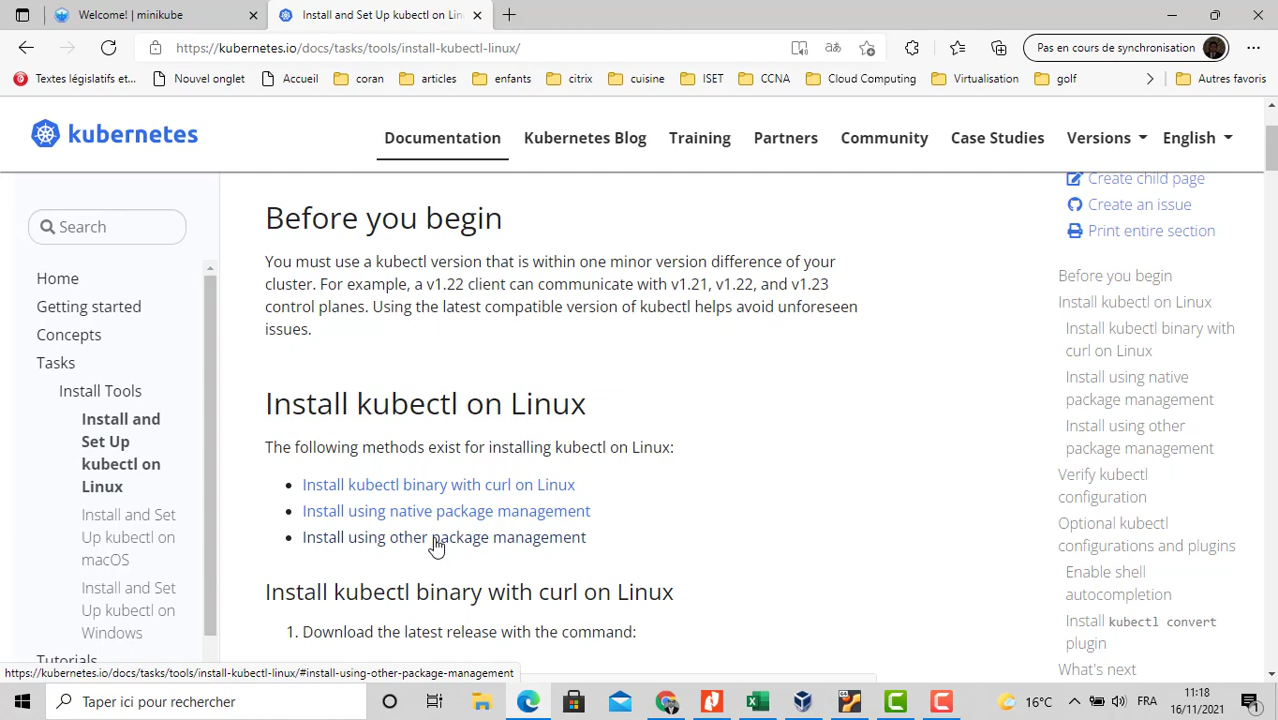 Welcome! | minikube
Install and Set Up kubectl on Lin
https://kubernetes.io/docs/tasks/tools/install-kubectl-linux/
Pas en cours de synchronisation
Textes législatifs et...
Nouvel onglet
Accueil
coran
articles
enfants
citrix
cuisine
ISET
CCNA
Cloud Computing
Virtualisation
golf
Autres favoris
kubernetes
Documentation
Kubernetes Blog
Training
Partners
Community
Case Studies
Versions
English
Search
Home
Getting started
Concepts
Tasks
Install Tools
Install and
Set Up
kubectl on
Linux
Install and Set
Up kubectl on
macOS
Install and Set
Up kubectl on
Windows
Tutorials
Before you begin
You must use a kubectl version that is within one minor version difference of your
cluster. For example, a v1.22 client can communicate with v1.21, v1.22, and v1.23
control planes. Using the latest compatible version of kubectl helps avoid unforeseen
issues.
Install kubectl on Linux
The following methods exist for installing kubectl on Linux:
• Install kubectl binary with curl on Linux
• Install using native package management
• Install using other package management
Install kubectl binary with curl on Linux
1. Download the latest release with the command:
Create child page
Create an issue
Print entire section
Before you begin
Install kubectl on Linux
Install kubectl binary with
curl on Linux
Install using native
package management
Install using other
package management
Verify kubectl
configuration
Optional kubectl
configurations and plugins
Enable shell
autocompletion
Install kubectl convert
plugin
What's next
https://kubernetes.io/docs/tasks/tools/install-kubectl-linux/#install-using-other-package-management
Taper ici pour rechercher
16°C
FRA
11:18
16/11/2021
1